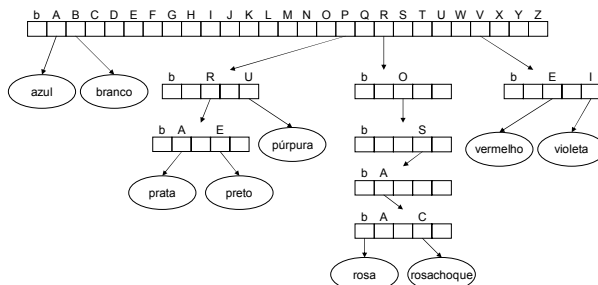 b A B C D E F G H I J K L M N O P Q R S T U W V X Y Z
azul branco
b R U
b O
b E I
b A E
púrpura
b S
vermelho violeta
prata preto
b A
b A C
rosa rosachoque